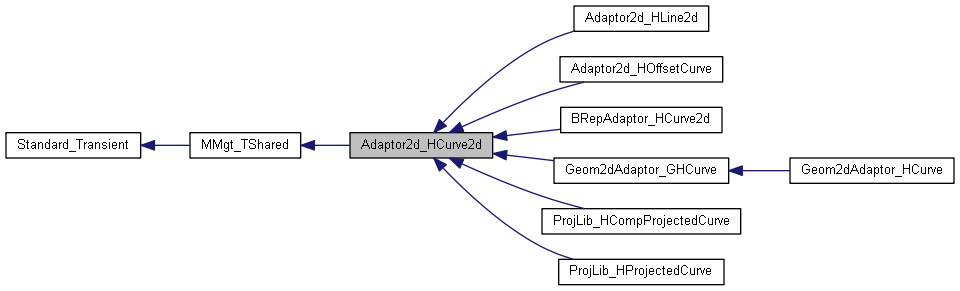 Adaptor2d_HLine2d
Adaptor2d_HOffsetCurve
BRepAdaptor_HCurve2d
Standard_Transient
MMgt_TShared
Adaptor2d_HCurve2d
Geom2dAdaptor_GHCurve
Geom2dAdaptor_HCurve
ProjLib_HCompProjectedCurve
ProjLib_HProjectedCurve